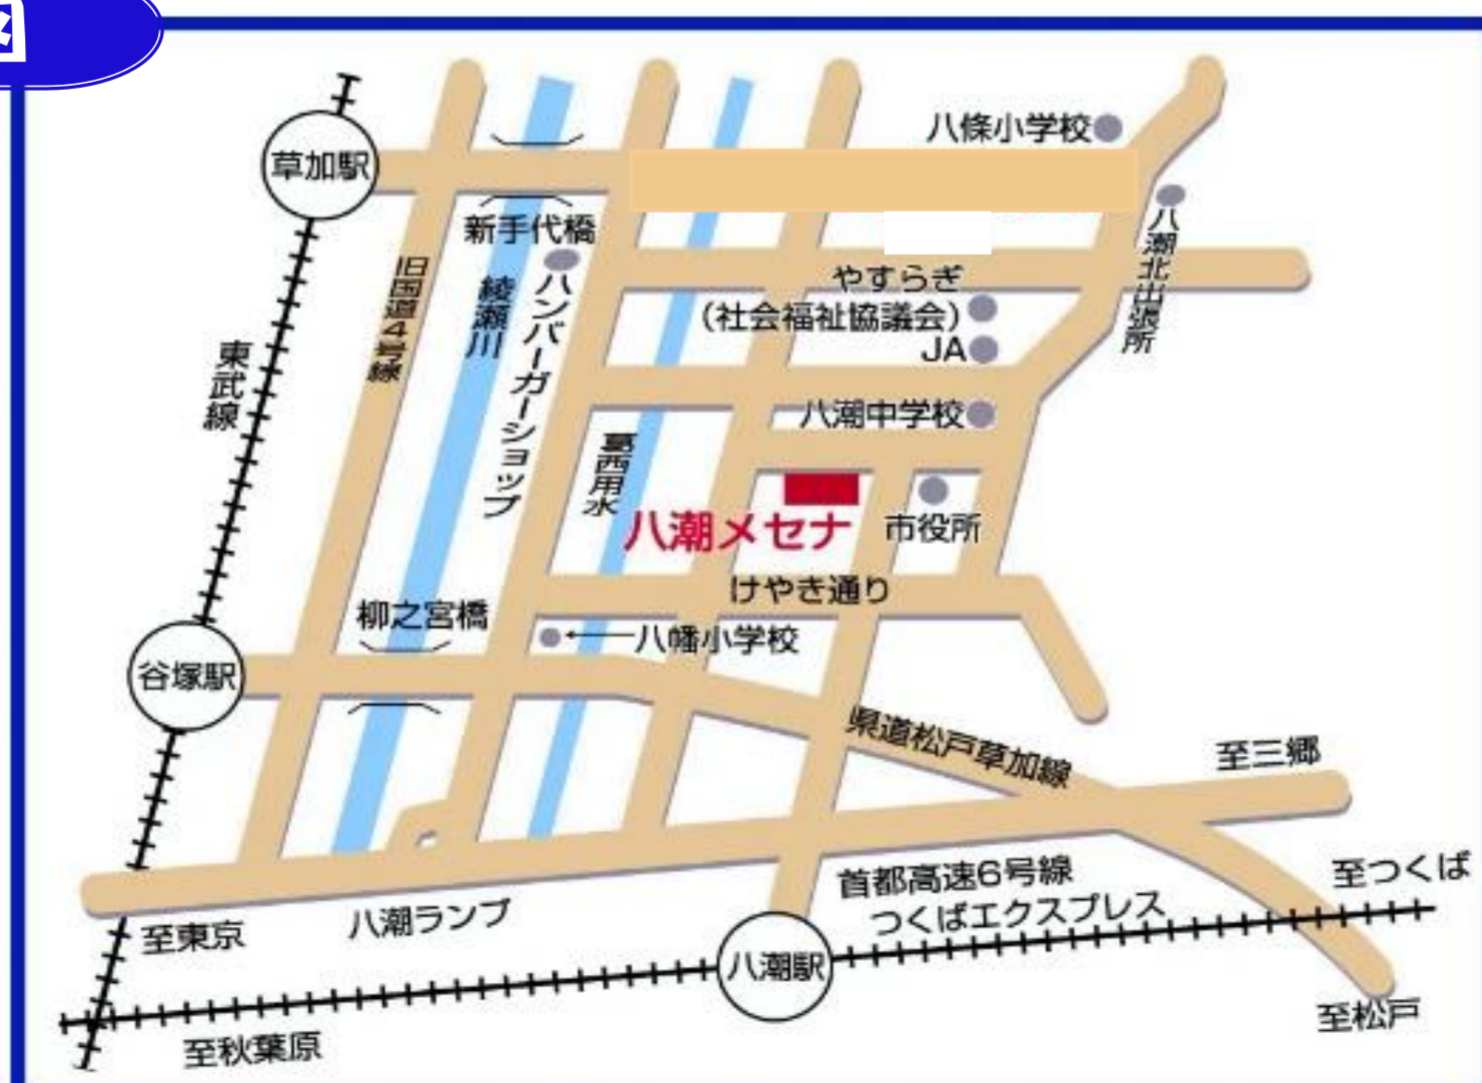 図
八條小学校
草加駅
新手代橋
八潮北出張所
旧国道4号線
綾瀬川
ハンバーガーショップ
やすらぎ
(社会福祉協議会)
JA
東武線
八潮中学校
葛西用水
八潮メセナ
市役所
けやき通り
柳之宮橋
八幡小学校
谷塚駅
県道松戸草加線
至三郷
首都高速6号線
至つくば
つくばエクスプレス
至東京
八潮ランプ
八潮駅
至松戸
至秋葉原